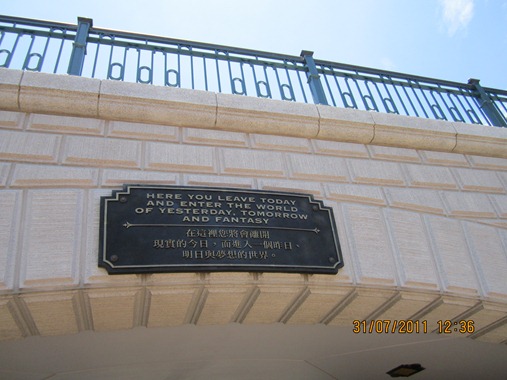 HERE YOU LEAVE TODAY
AND ENTER THE WORLD
OF YESTERDAY, TOMORROW
AND FANTASY
在這裡您將會離開
現實的今日，而進入一個昨日、
明日與夢想的世界。
31/07/2011 12:36